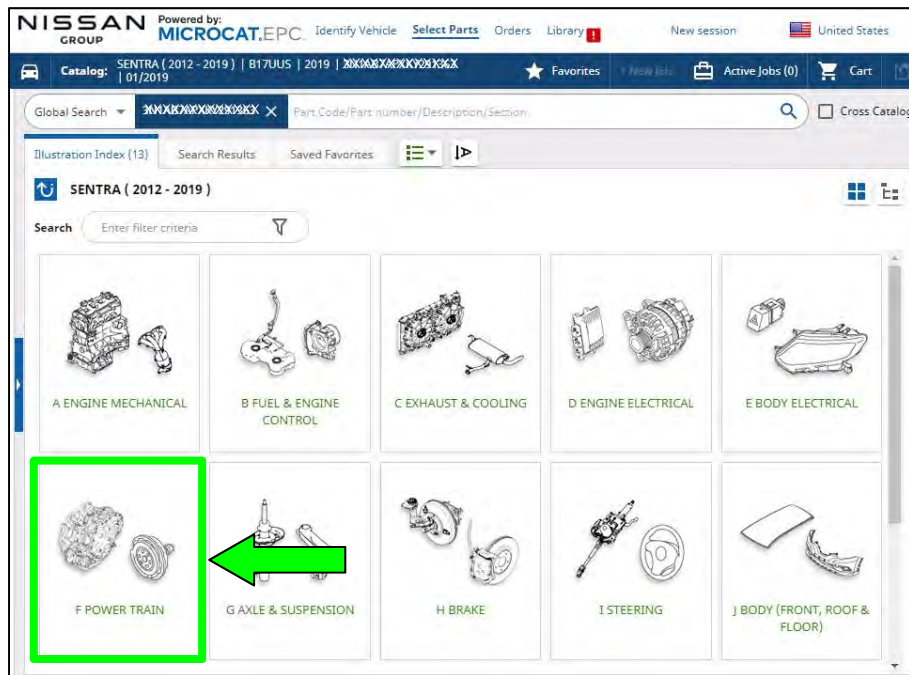 NISSAN GROUP Powered by: MICROCAT.EPC Identify Vehicle Select Parts Orders Library ! New session United States
Catalog: SENTRA ( 2012 - 2019 ) | B17UUS | 2019 |
| 01/2019 Favorites + New Job Active Jobs (0) Cart
Global Search Part Code/Part number/Description/Section Cross Catalog
Illustration Index (13) Search Results Saved Favorites
SENTRA ( 2012 - 2019 )
Search Enter filter criteria
A ENGINE MECHANICAL
B FUEL & ENGINE
CONTROL
C EXHAUST & COOLING
D ENGINE ELECTRICAL
E BODY ELECTRICAL
F POWER TRAIN
G AXLE & SUSPENSION
H BRAKE
I STEERING
J BODY (FRONT, ROOF &
FLOOR)